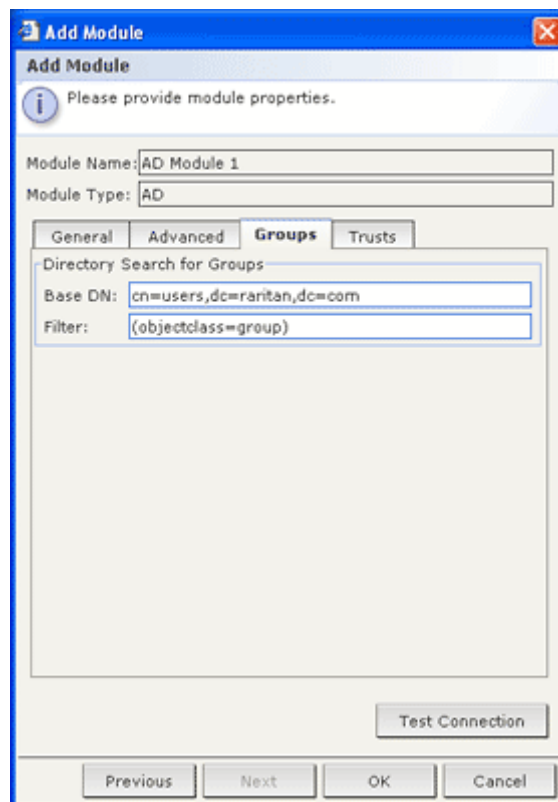 Add Module
Add Module
Please provide module properties.
Module Name: AD Module 1
Module Type: AD
General Advanced Groups Trusts
Directory Search for Groups
Base DN: cn=users,dc=raritan,dc=com
Filter: (objectclass=group)
Test Connection
Previous Next OK Cancel